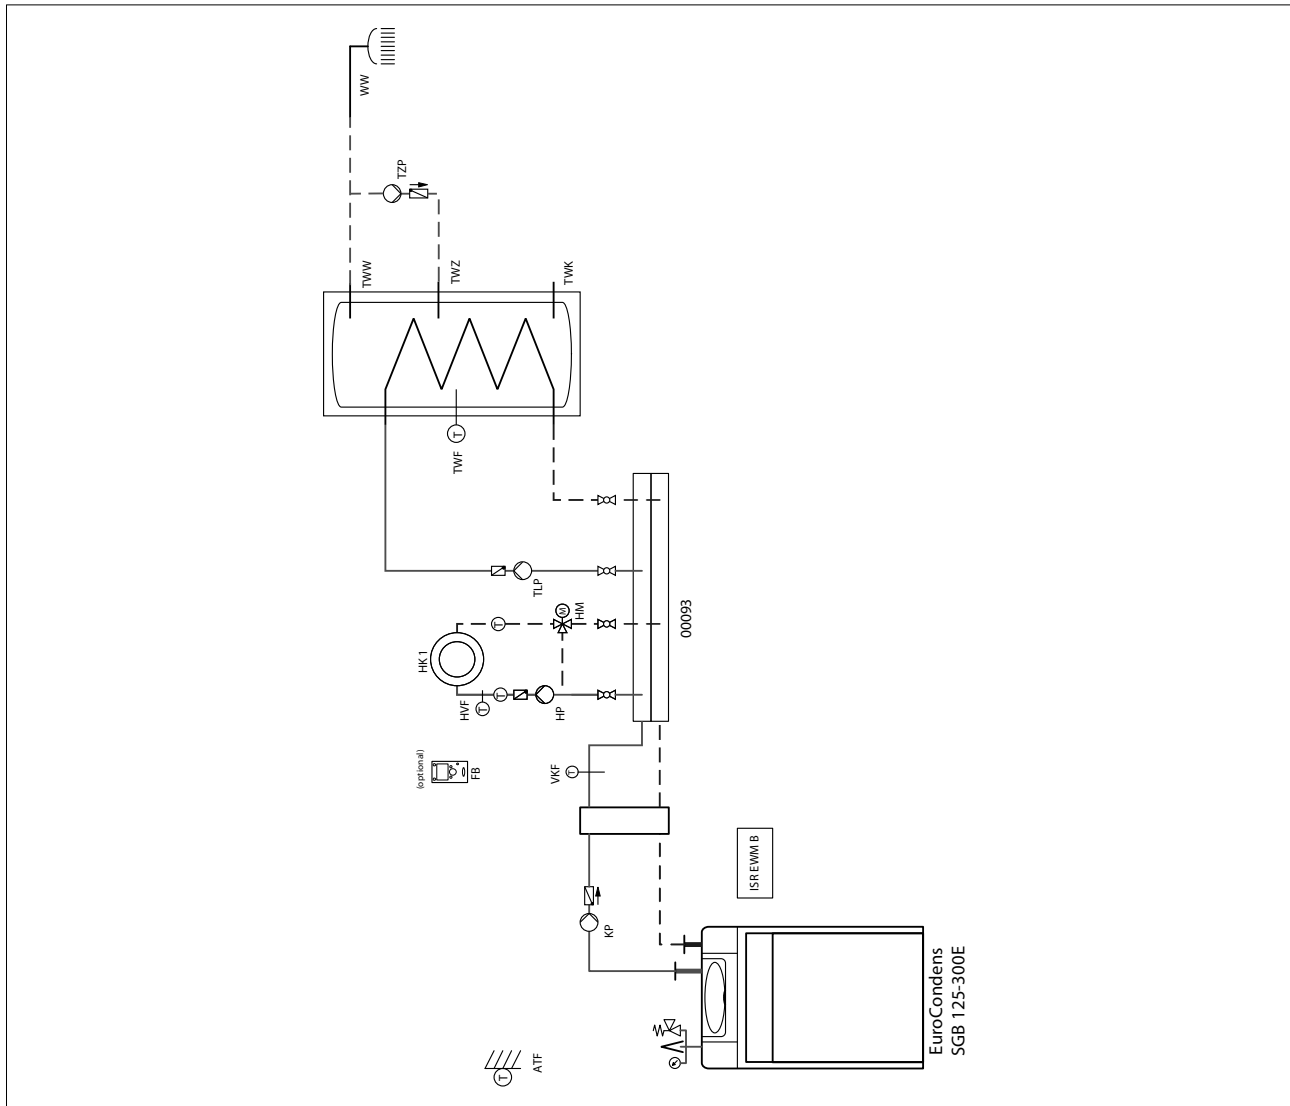 WW
TZP
TWW
TWZ
TWK
T
TWF
TLP
M
HM
T
HK 1
00093
T
T
HVF
HP
(optional)
FB
T
VKF
ISR EWM B
KP
EuroCondens
SGB 125-300E
T
ATF